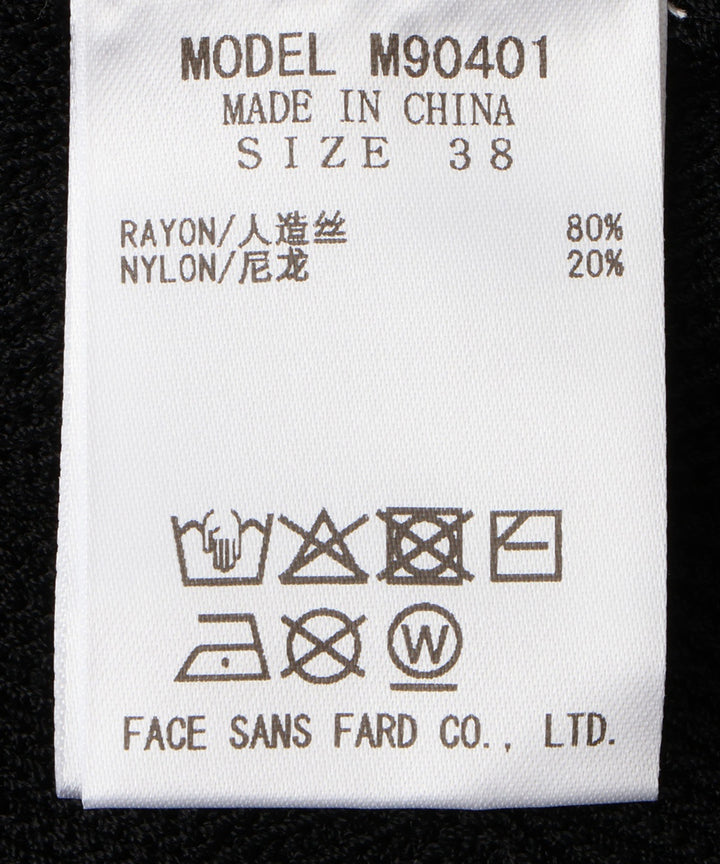 MODEL M90401
MADE IN CHINA
SIZE 38
RAYON/人造丝 80%
NYLON/尼龙 20%
W
FACE SANS FARD CO., LTD.